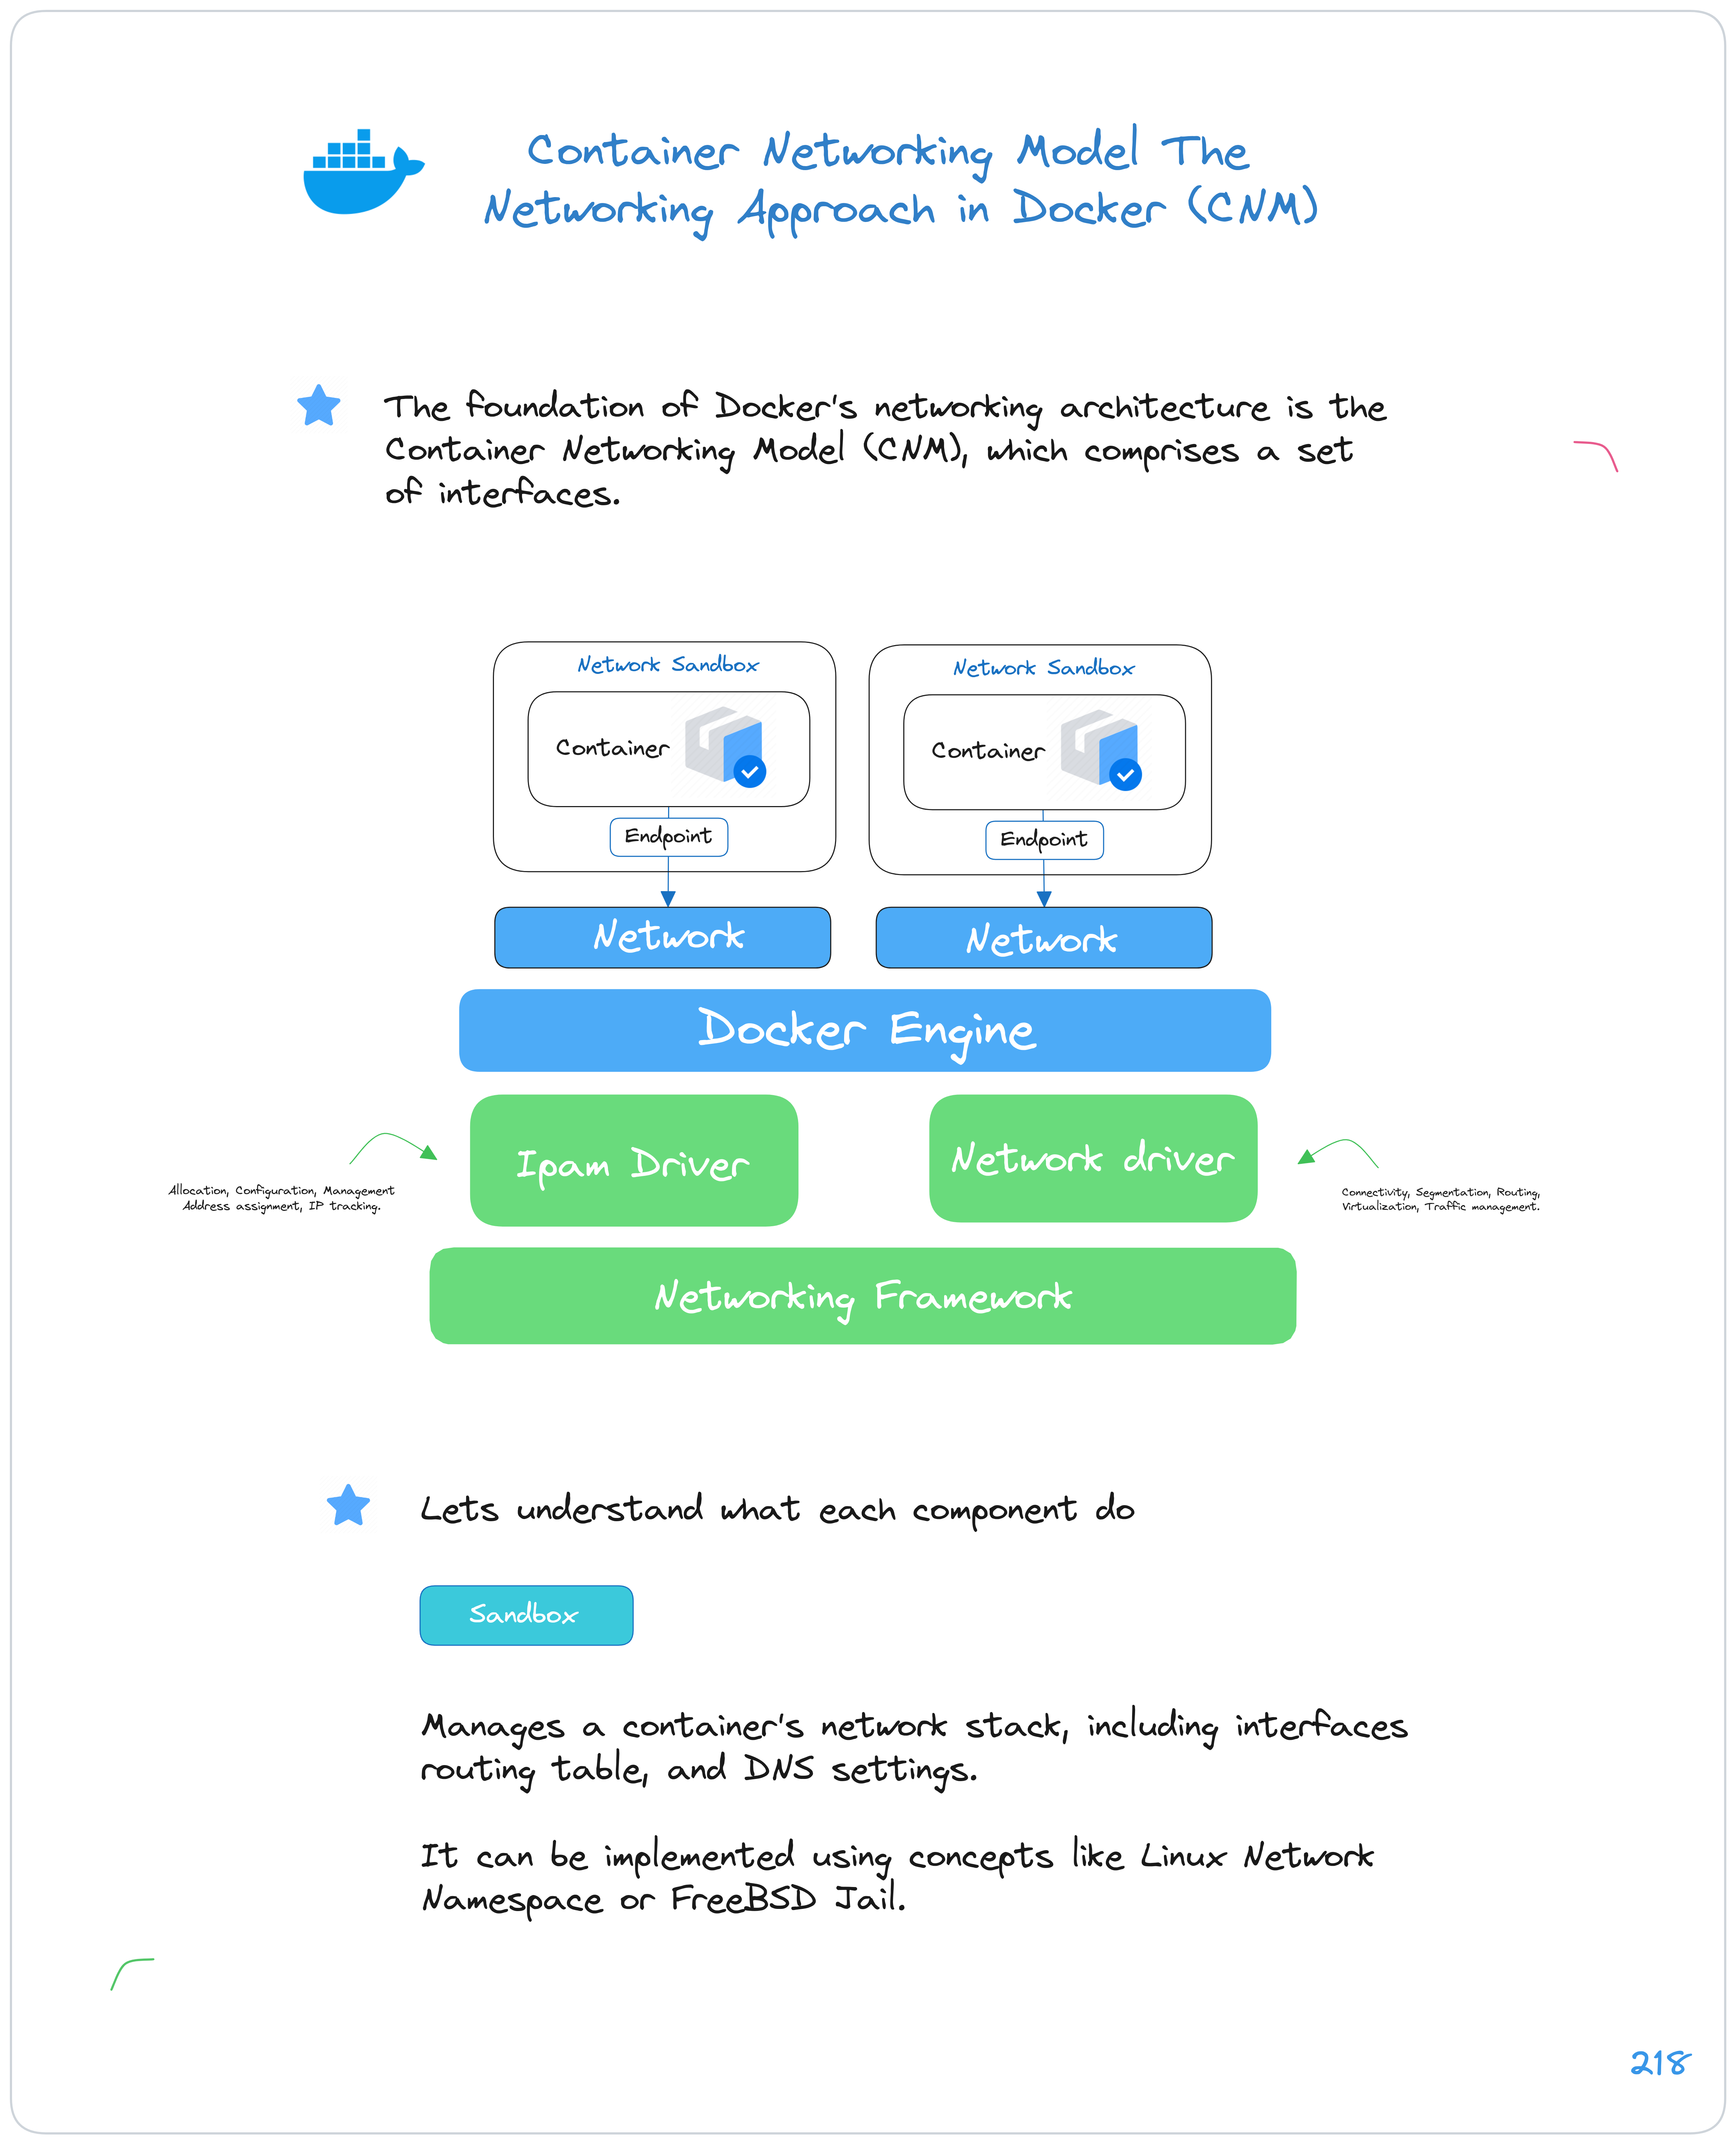 Container Networking Model The
Networking Approach in Docker (CNM)
The foundation of Docker's networking architecture is the
Container Networking Model (CNM), which comprises a set
of interfaces.
Network Sandbox
Container
Endpoint
Network
Network Sandbox
Container
Endpoint
Network
Docker Engine
Ipam Driver
Network driver
Allocation, Configuration, Management
Address assignment, IP tracking.
Connectivity, Segmentation, Routing,
Virtualization, Traffic management.
Networking Framework
Lets understand what each component do
Sandbox
Manages a container's network stack, including interfaces
routing table, and DNS settings.
It can be implemented using concepts like Linux Network
Namespace or FreeBSD Jail.
218